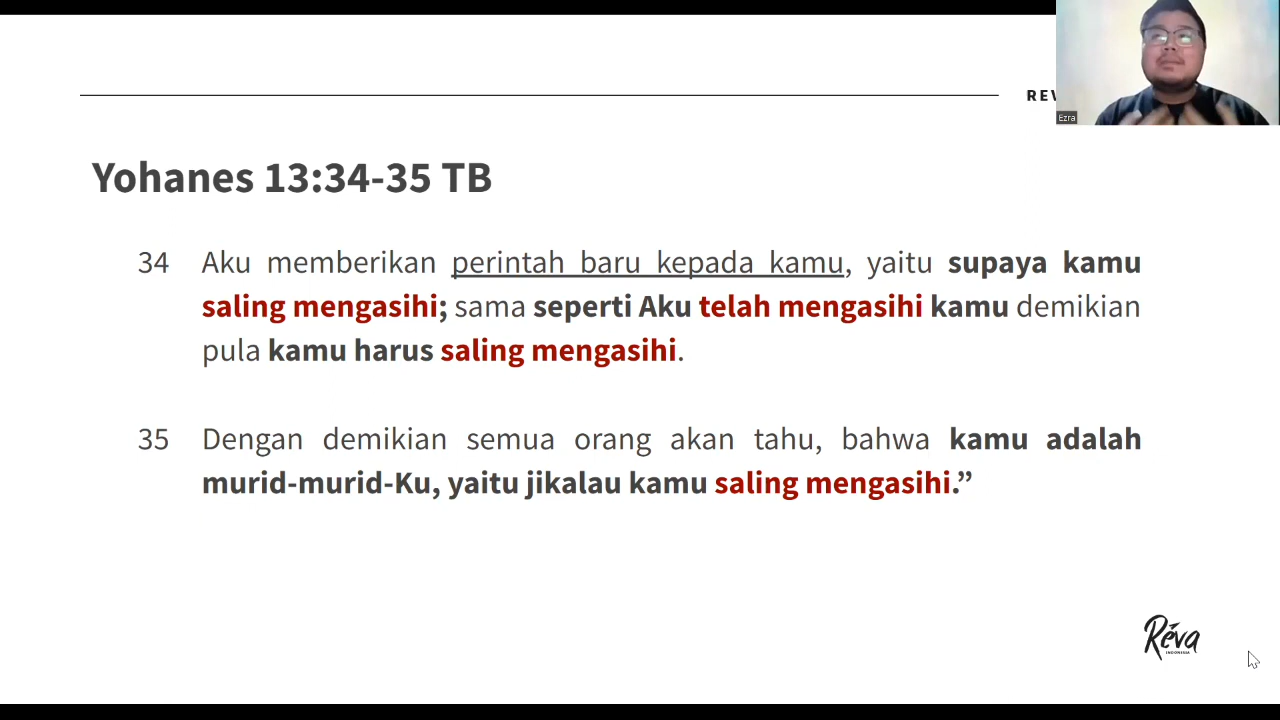 REV
Ezra
Yohanes 13:34-35 TB
34 Aku memberikan perintah baru kepada kamu, yaitu supaya kamu
saling mengasihi; sama seperti Aku telah mengasihi kamu demikian
pula kamu harus saling mengasihi.
35 Dengan demikian semua orang akan tahu, bahwa kamu adalah
murid-murid-Ku, yaitu jikalau kamu saling mengasihi.”
Réva
INDONESIA